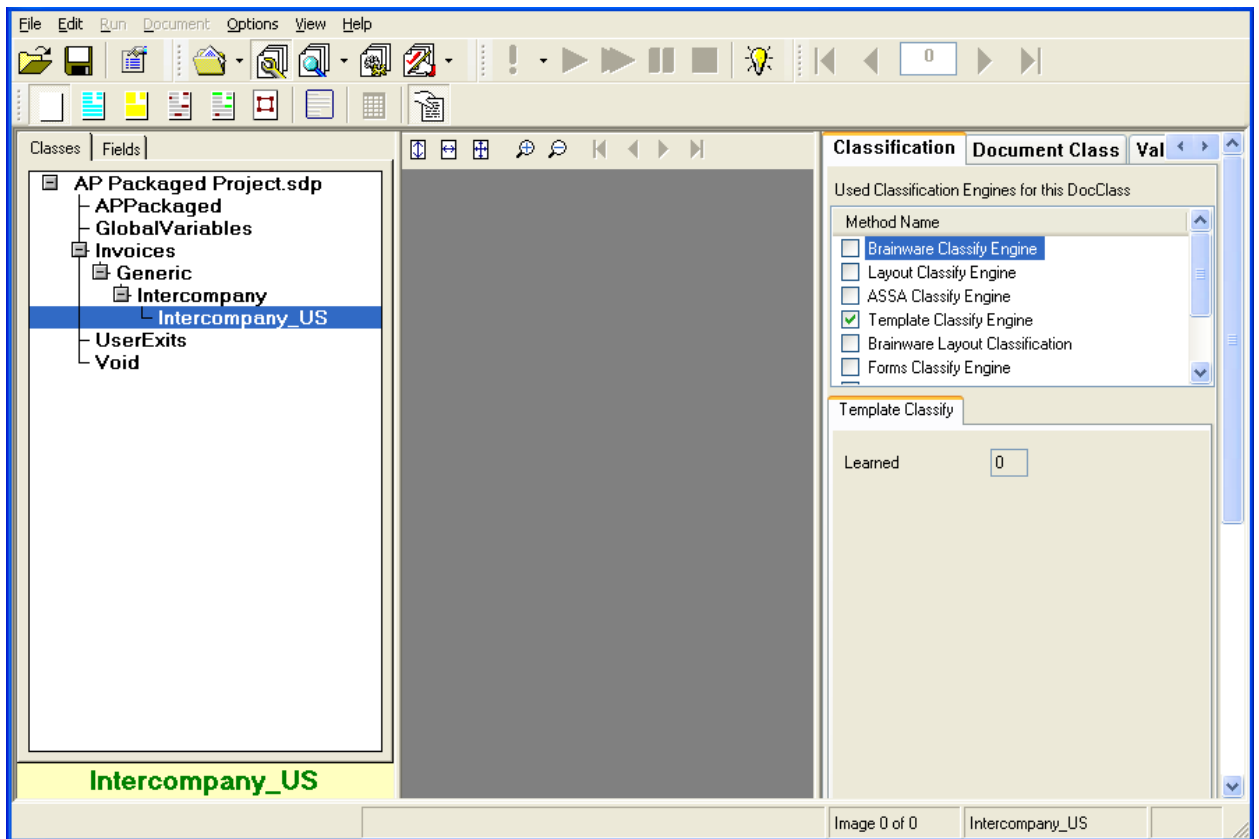 File Edit Run Document Options View Help
0
Classes Fields
Classification Document Class Val
AP Packaged Project.sdp
APPackaged
GlobalVariables
Invoices
Generic
Intercompany
Intercompany_US
UserExits
Void
Used Classification Engines for this DocClass
Method Name
Brainware Classify Engine
Layout Classify Engine
ASSA Classify Engine
Template Classify Engine
Brainware Layout Classification
Forms Classify Engine
Template Classify
Learned 0
Intercompany_US
Image 0 of 0 Intercompany_US